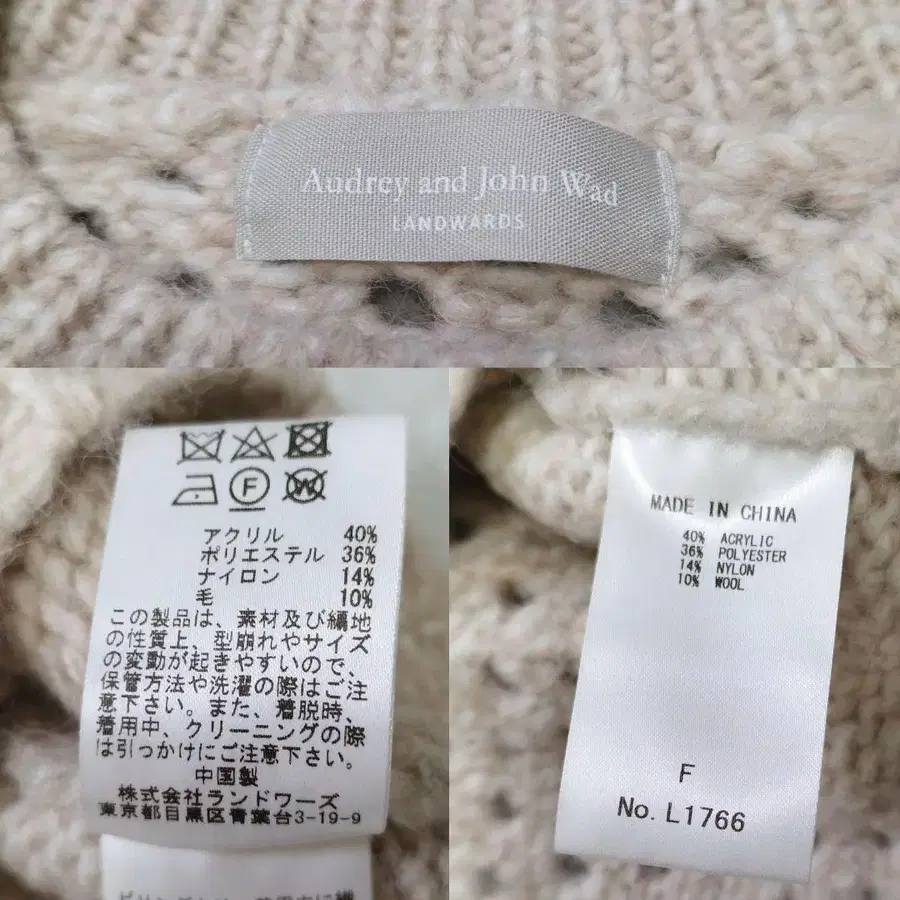 Audrey and John Wad
LANDWARDS
F
W
アクリル 40%
ポリエステル 36%
ナイロン 14%
毛 10%
この製品は、素材及び編地
の性質上、型崩れやサイズ
の変動が起きやすいので、
保管方法や洗濯の際はご注
意下さい。また、着脱時、
着用中、クリーニングの際
は引っかけにご注意下さい。
中国製
株式会社ランドワーズ
東京都目黒区青葉台3-19-9
MADE IN CHINA
40% ACRYLIC
36% POLYESTER
14% NYLON
10% WOOL
F
No. L1766